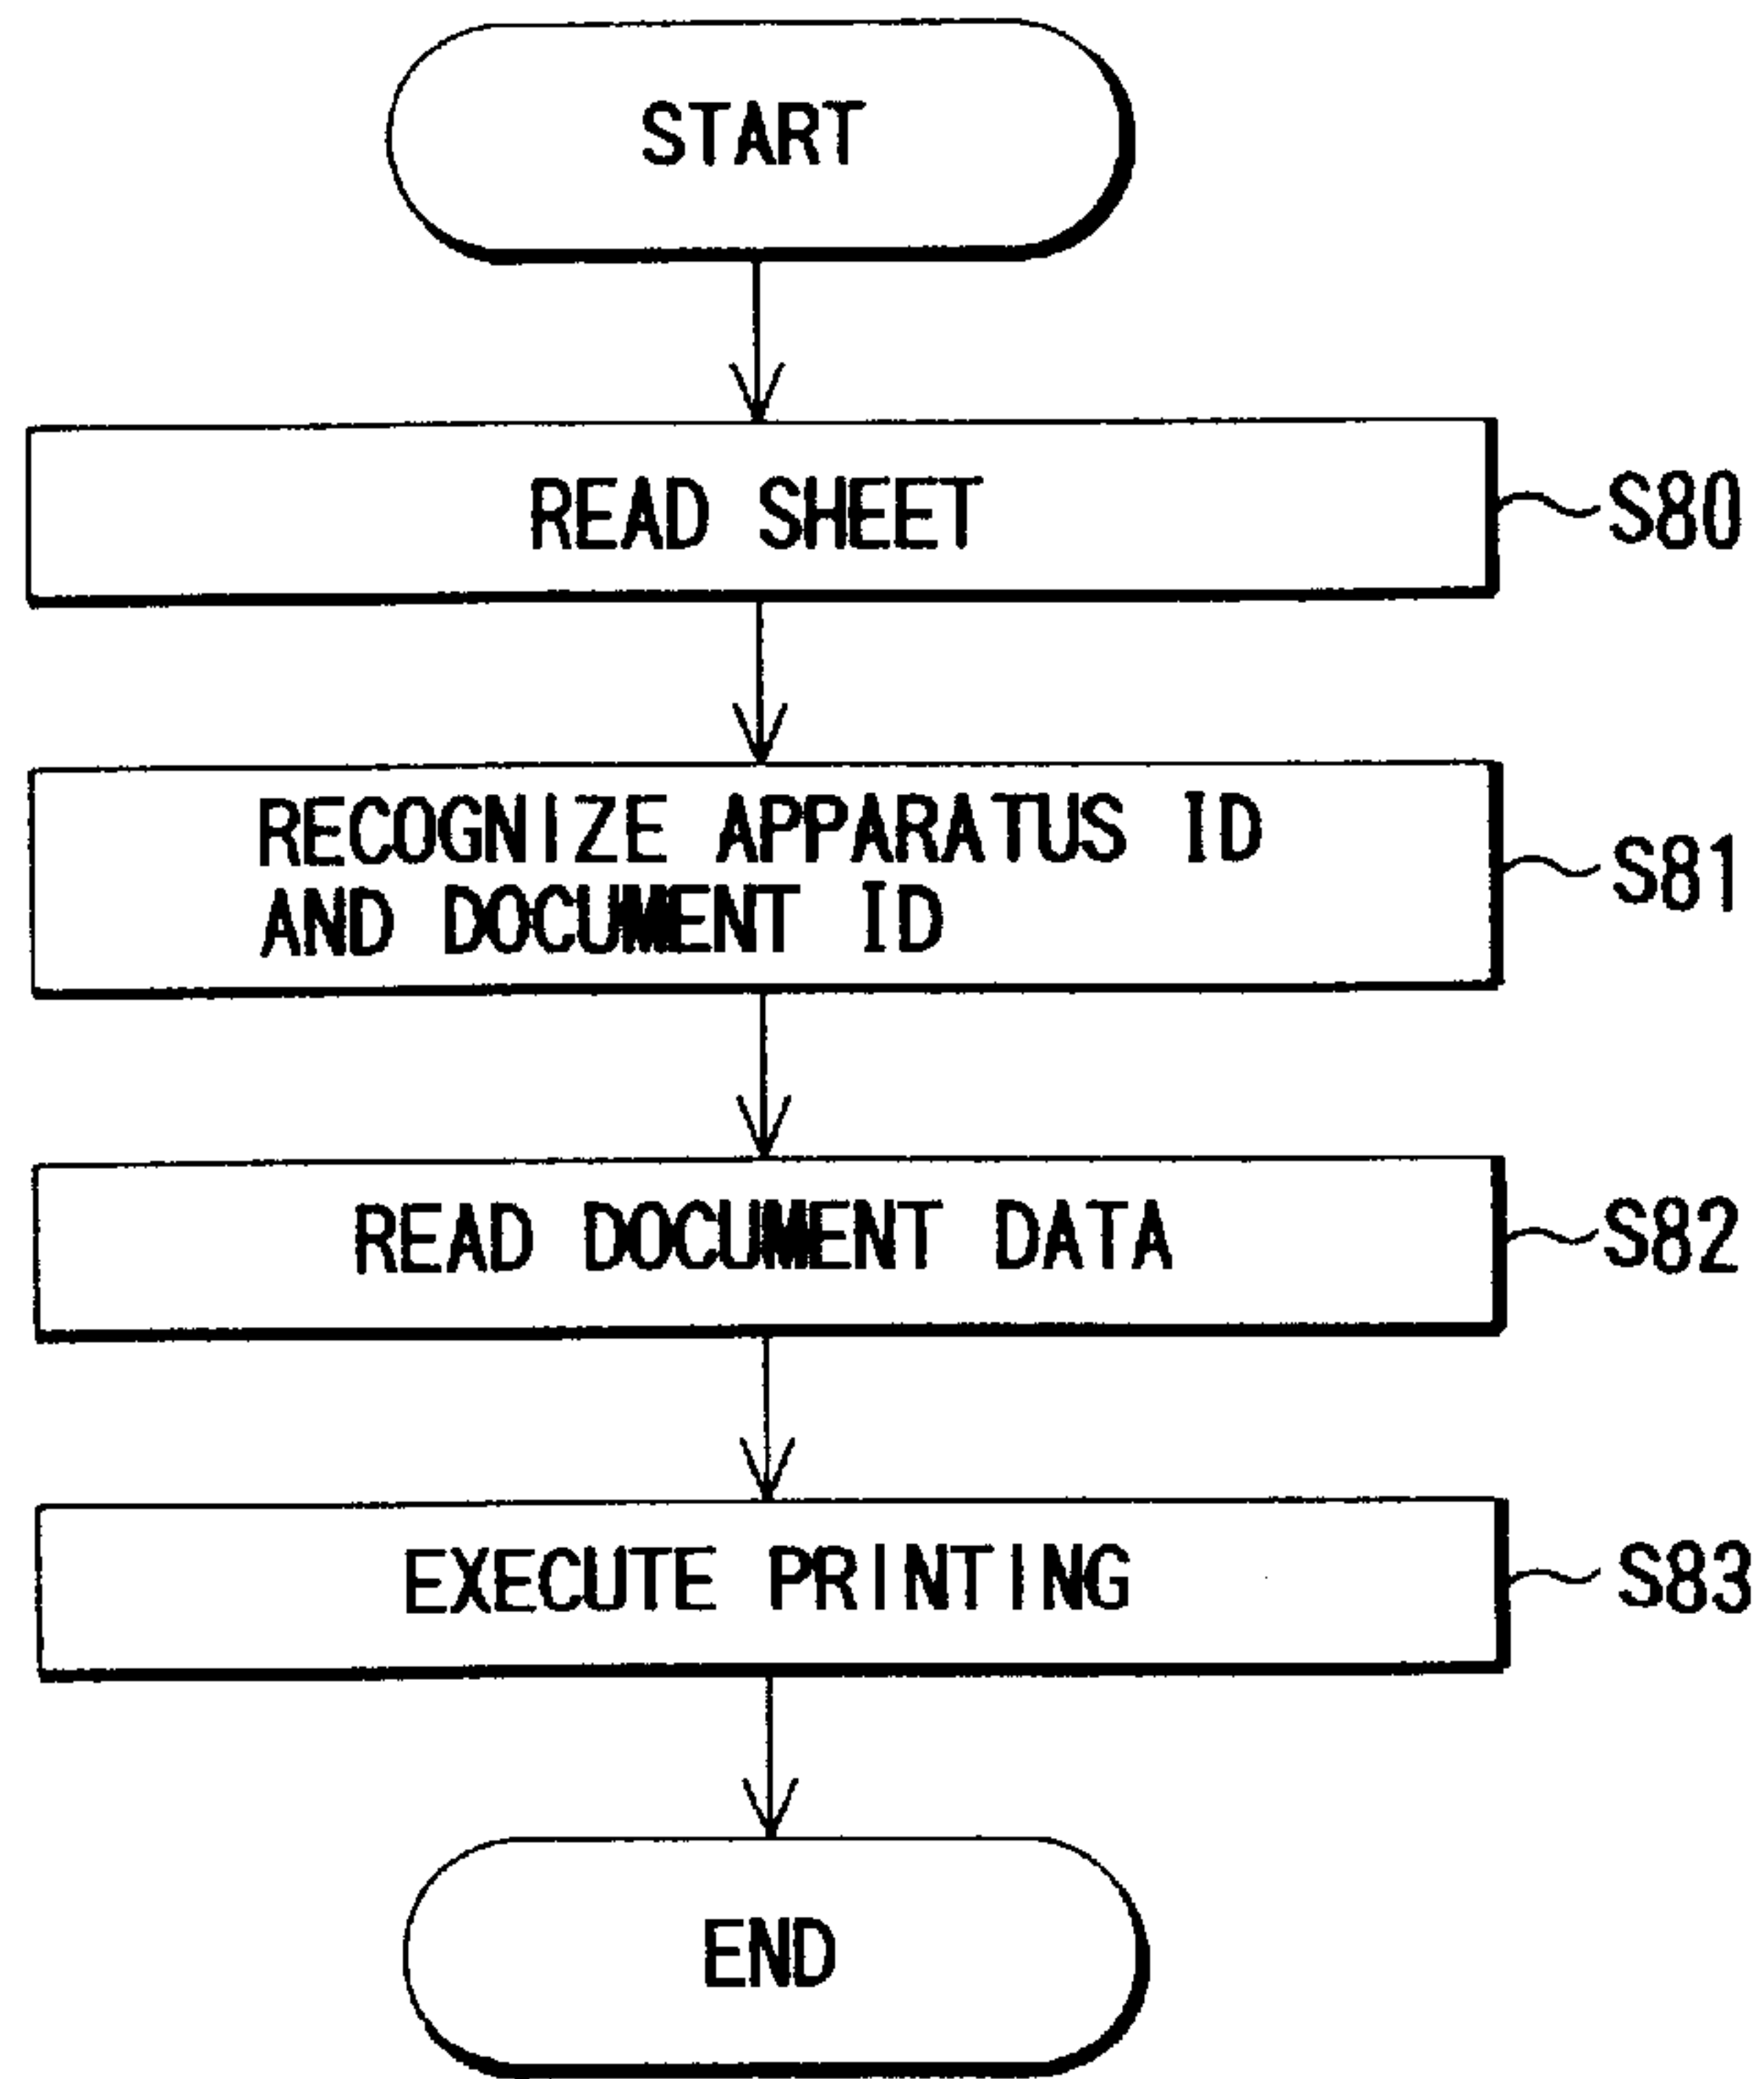 START
READ SHEET
S80
RECOGNIZE APPARATUS ID
AND DOCUMENT ID
S81
READ DOCUMENT DATA
S82
EXECUTE PRINTING
S83
END